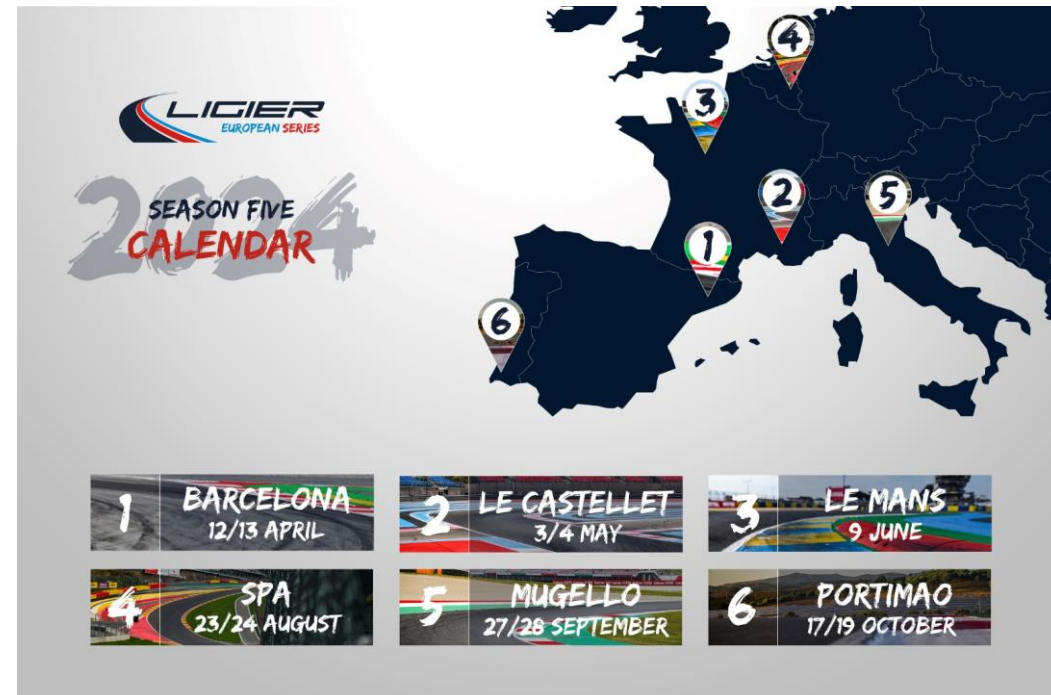 LIGIER
EUROPEAN SERIES
2024
SEASON FIVE
CALENDAR
4
3
2
5
1
6
1
BARCELONA
12/13 APRIL
2
LE CASTELLET
3/4 MAY
3
LE MANS
9 JUNE
4
SPA
23/24 AUGUST
5
MUGELLO
27/28 SEPTEMBER
6
PORTIMAO
17/19 OCTOBER